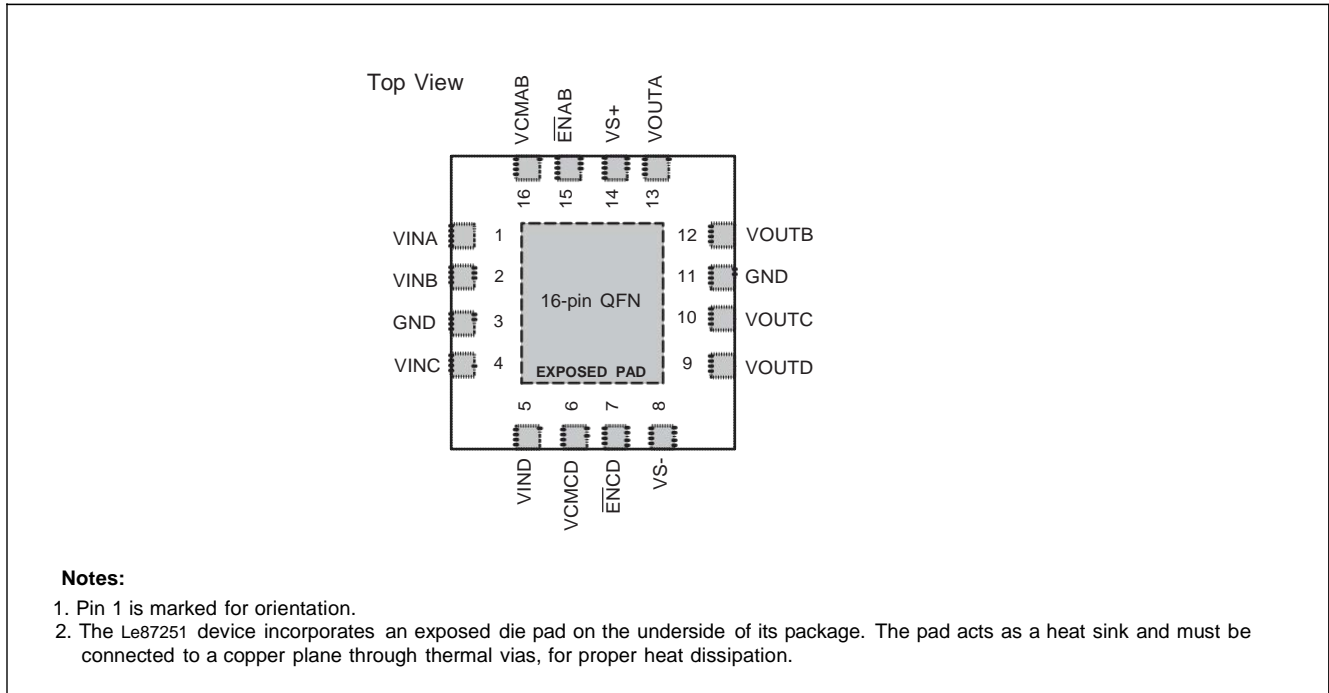 Top View
VCMAB
ENAB
VS+
VOUTA
16
15
14
13
VINA 1
12 VOUTB
VINB 2
11 GND
16-pin QFN
GND 3
10 VOUTC
VINC 4
9 VOUTD
EXPOSED PAD
5
6
7
8
VIND
VCMCD
ENCD
VS-
Notes:
1. Pin 1 is marked for orientation.
2. The Le87251 device incorporates an exposed die pad on the underside of its package. The pad acts as a heat sink and must be
connected to a copper plane through thermal vias, for proper heat dissipation.